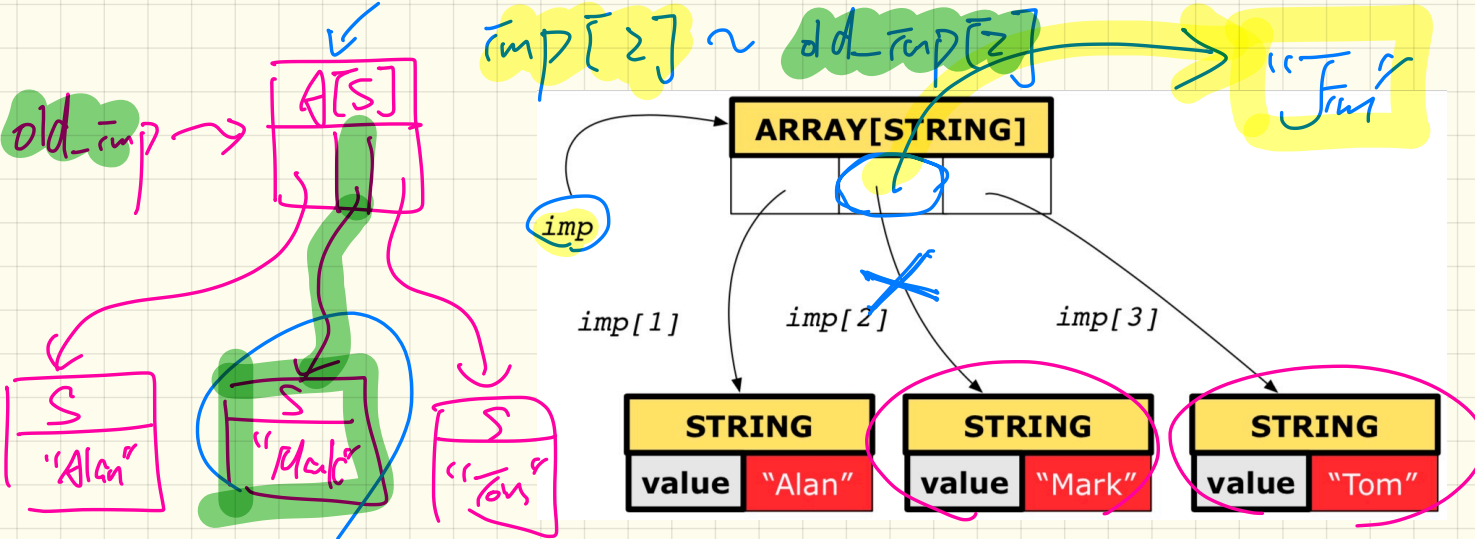 imp[2] ~ old_imp[2]
"Jim"
A[S]
old_imp
ARRAY[STRING]
imp
imp[1]
imp[2]
imp[3]
S
"Alan"
S
"Mark"
S
"Tom"
STRING
value "Alan"
STRING
value “Mark”
STRING
value “Tom”